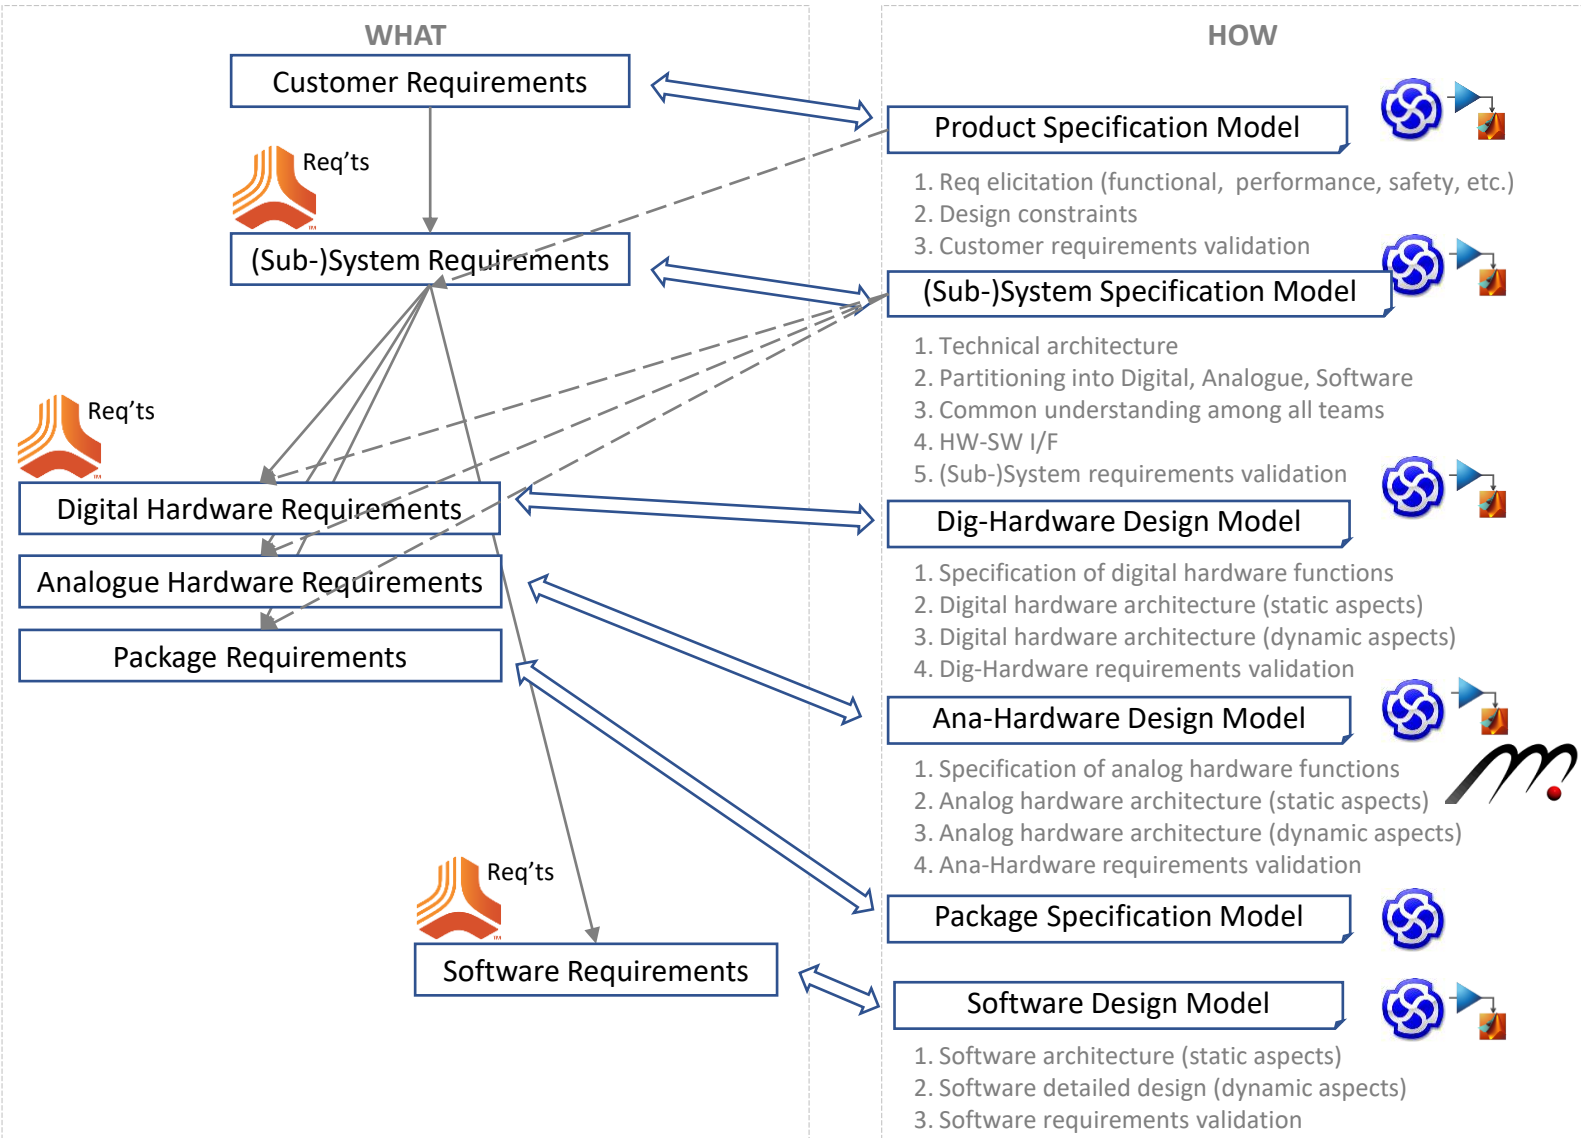 WHAT
Customer Requirements
Req'ts
(Sub-)System Requirements
Req'ts
Digital Hardware Requirements
Analogue Hardware Requirements
Package Requirements
Req'ts
Software Requirements
HOW
Product Specification Model
1. Req elicitation (functional, performance, safety, etc.)
2. Design constraints
3. Customer requirements validation
(Sub-)System Specification Model
1. Technical architecture
2. Partitioning into Digital, Analogue, Software
3. Common understanding among all teams
4. HW-SW I/F
5. (Sub-)System requirements validation
Dig-Hardware Design Model
1. Specification of digital hardware functions
2. Digital hardware architecture (static aspects)
3. Digital hardware architecture (dynamic aspects)
4. Dig-Hardware requirements validation
Ana-Hardware Design Model
1. Specification of analog hardware functions
2. Analog hardware architecture (static aspects)
3. Analog hardware architecture (dynamic aspects)
4. Ana-Hardware requirements validation
Package Specification Model
Software Design Model
1. Software architecture (static aspects)
2. Software detailed design (dynamic aspects)
3. Software requirements validation